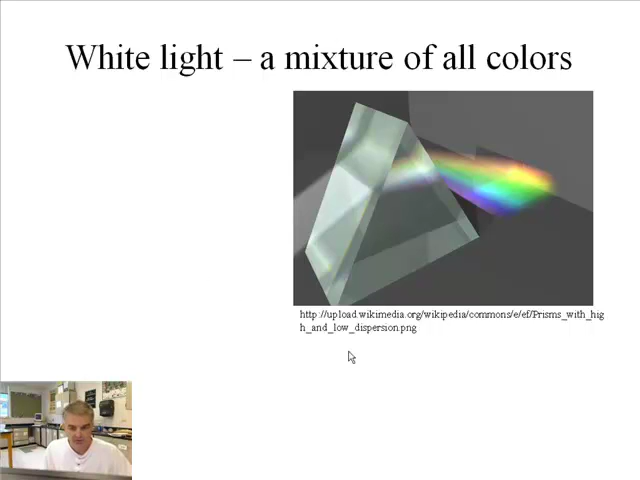 White light – a mixture of all colors
http://upload.wikimedia.org/wikipedia/commons/e/ef/Prisms_with_hig
h_and_low_dispersion.png